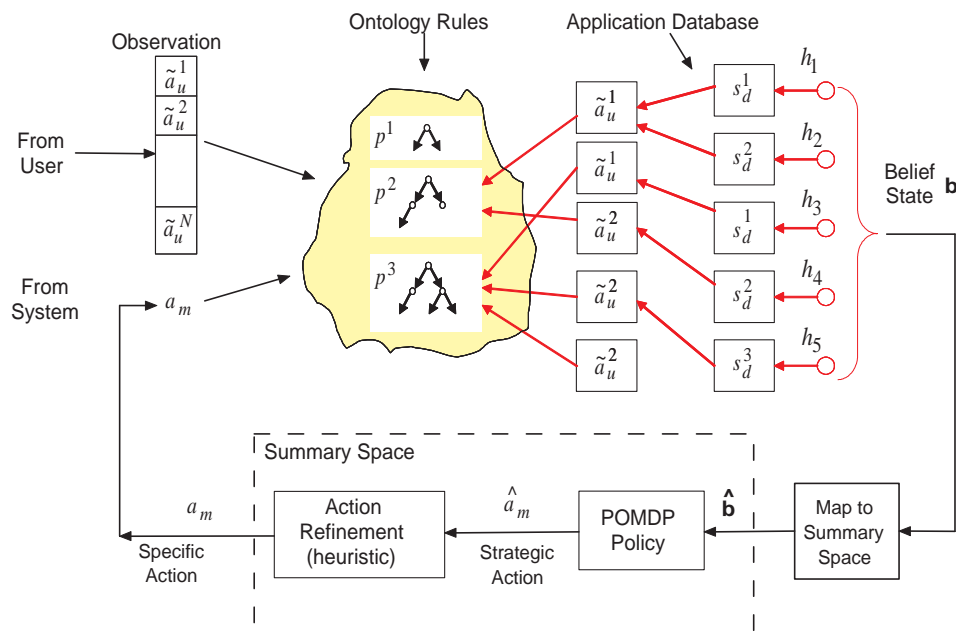 Ontology Rules
Application Database
Observation
ã_u^1
ã_u^2
ã_u^N
From
User
From
System
a_m
p^1
p^2
p^3
ã_u^1
ã_u^1
ã_u^2
ã_u^2
ã_u^2
s_d^1
s_d^2
s_d^1
s_d^2
s_d^3
h_1
h_2
h_3
h_4
h_5
Belief
State b
Summary Space
a_m
Specific
Action
Action
Refinement
(heuristic)
â_m
Strategic
Action
POMDP
Policy
b̂
Map to
Summary
Space